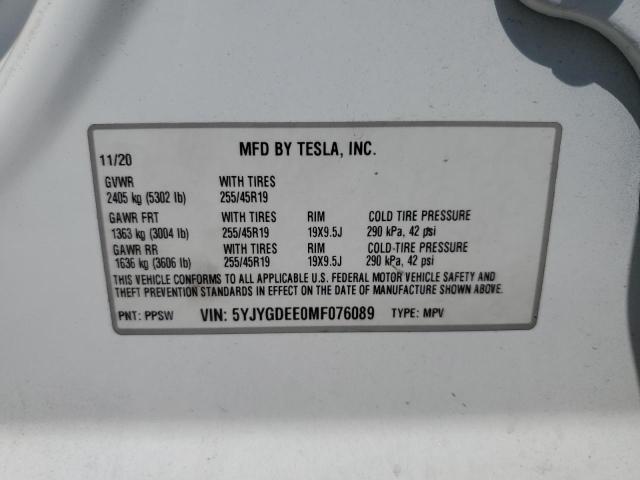 MFD BY TESLA, INC.
11/20
GVWR WITH TIRES
2405 kg (5302 lb) 255/45R19
GAWR FRT WITH TIRES RIM COLD TIRE PRESSURE
1363 kg (3004 lb) 255/45R19 19X9.5J 290 kPa, 42 psi
GAWR RR WITH TIRES RIM COLD TIRE PRESSURE
1636 kg (3606 lb) 255/45R19 19X9.5J 290 kPa, 42 psi
THIS VEHICLE CONFORMS TO ALL APPLICABLE U.S. FEDERAL MOTOR VEHICLE SAFETY AND
THEFT PREVENTION STANDARDS IN EFFECT ON THE DATE OF MANUFACTURE SHOWN ABOVE.
PNT: PPSW VIN: 5YJYGDEE0MF076089 TYPE: MPV